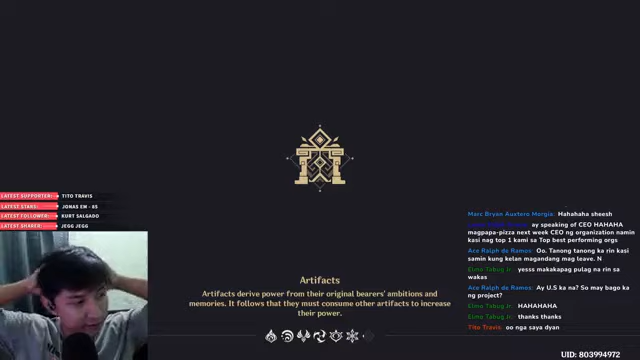 LATEST SUPPORTER: TITO TRAVIS
LATEST STARS: JONAS EN - 85
LATEST FOLLOWER: KURT SALGADO
LATEST SHARER: JEGG JEGG
Artifacts
Artifacts derive power from their original bearers' ambitions and
memories. It follows that they must consume other artifacts to increase
their power.
Marc Bryan Austero Morgia: Hahahaha sheesh
ay speaking of CEO HAHAHA
magpapa-pizza next week CEO ng organization namin
kasi nag top 1 kami sa Top best performing orgs
Ace Ralph de Ramos: Oo. Tanong tanong ka rin kasi
samin kung kelan magandang mag leave. N
Elmo Tabug Jr.: yesss makakapag pulag na rin sa
wakas
Ace Ralph de Ramos: Ay U.S ka na? So may bago ka
ng project?
Elmo Tabug Jr.: HAHAHAHA
Elmo Tabug Jr.: thanks thanks
Tito Travis: oo nga saya dyan
UID: 803994972